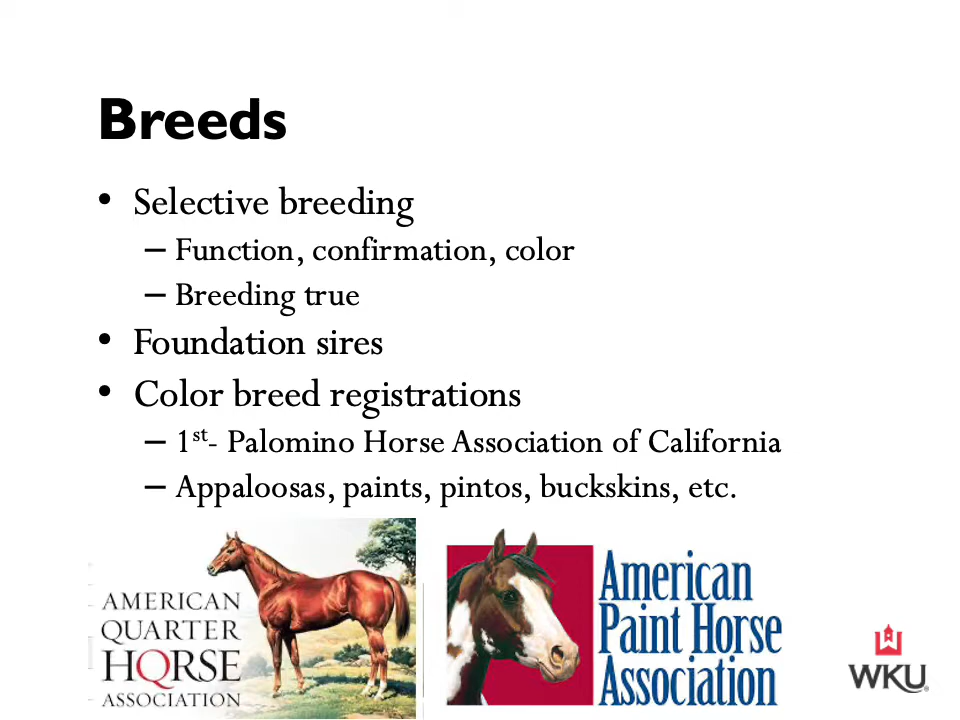 Breeds
• Selective breeding
– Function, confirmation, color
– Breeding true
• Foundation sires
• Color breed registrations
– 1st- Palomino Horse Association of California
– Appaloosas, paints, pintos, buckskins, etc.
AMERICAN
QUARTER
HORSE
ASSOCIATION
American
Paint Horse
Association
WKU®